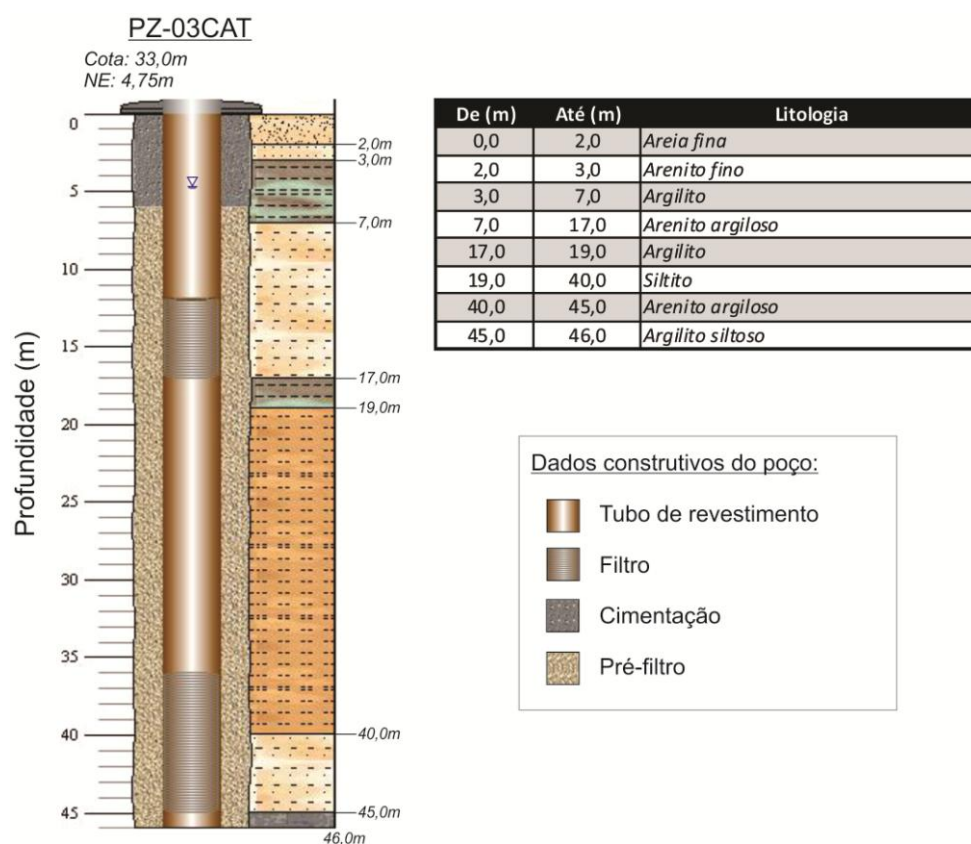 PZ-03CAT
Cota: 33,0m
NE: 4,75m
Profundidade (m)
0
5
10
15
20
25
30
35
40
45
2,0m
3,0m
7,0m
17,0m
19,0m
40,0m
45,0m
46,0m
De (m) Até (m) Litologia
0,0 2,0 Areia fina
2,0 3,0 Arenito fino
3,0 7,0 Argilito
7,0 17,0 Arenito argiloso
17,0 19,0 Argilito
19,0 40,0 Siltito
40,0 45,0 Arenito argiloso
45,0 46,0 Argilito siltoso
Dados construtivos do poço:
Tubo de revestimento
Filtro
Cimentação
Pré-filtro